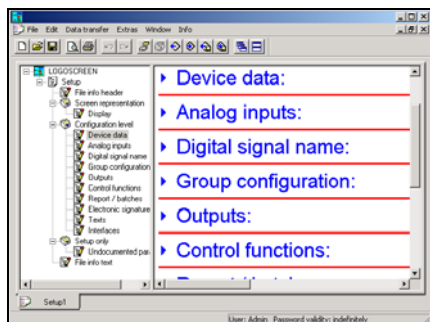 File Edit Data transfer Extras Window Info
LOGOSCREEN
Setup
File info header
Screen representation
Display
Configuration level
Device data
Analog inputs
Digital signal name
Group configuration
Outputs
Control functions
Report / batches
Electronic signature
Texts
Interfaces
Setup only
Undocumented par
File info text
Device data:
Analog inputs:
Digital signal name:
Group configuration:
Outputs:
Control functions:
Setup1
User: Admin Password validity: indefinitely